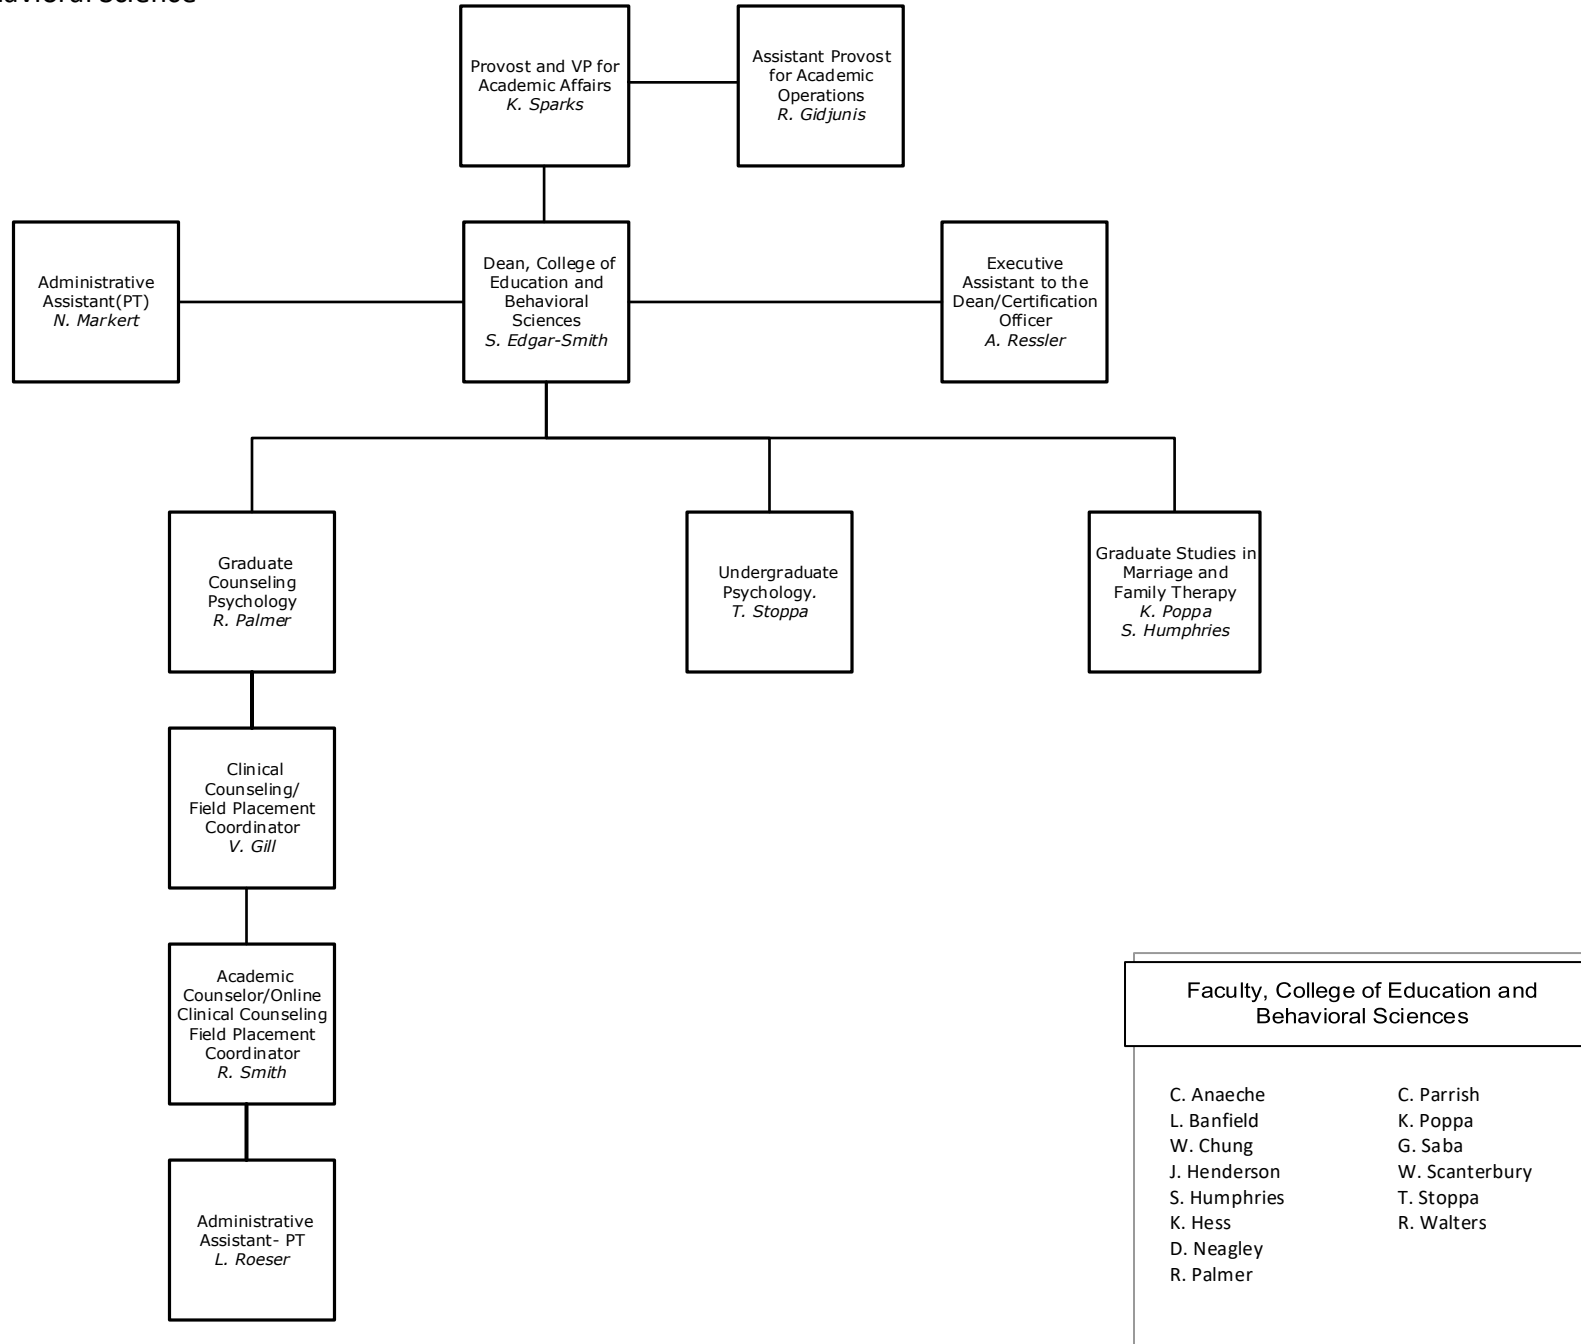 Provost and VP for
Academic Affairs
K. Sparks
Assistant Provost
for Academic
Operations
R. Gidjunis
Administrative
Assistant(PT)
N. Markert
Dean, College of
Education and
Behavioral
Sciences
S. Edgar-Smith
Executive
Assistant to the
Dean/Certification
Officer
A. Ressler
Graduate
Counseling
Psychology
R. Palmer
Undergraduate
Psychology.
T. Stoppa
Graduate Studies in
Marriage and
Family Therapy
K. Poppa
S. Humphries
Clinical
Counseling/
Field Placement
Coordinator
V. Gill
Academic
Counselor/Online
Clinical Counseling
Field Placement
Coordinator
R. Smith
Administrative
Assistant- PT
L. Roeser
Faculty, College of Education and
Behavioral Sciences
C. Anaeche
L. Banfield
W. Chung
J. Henderson
S. Humphries
K. Hess
D. Neagley
R. Palmer
C. Parrish
K. Poppa
G. Saba
W. Scanterbury
T. Stoppa
R. Walters